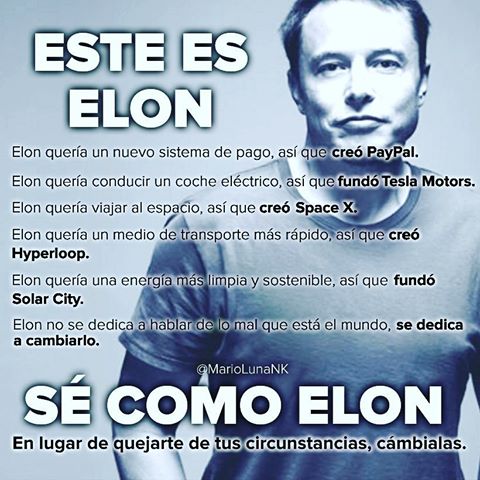 ESTE ES
ELON
Elon quería un nuevo sistema de pago, así que creó PayPal.
Elon quería conducir un coche eléctrico, así que fundó Tesla Motors.
Elon quería viajar al espacio, así que creó Space X.
Elon quería un medio de transporte más rápido, así que creó
Hyperloop.
Elon quería una energía más limpia y sostenible, así que fundó
Solar City.
Elon no se dedica a hablar de lo mal que está el mundo, se dedica
a cambiarlo.
@MarioLunaNK
SÉ COMO ELON
En lugar de quejarte de tus circunstancias, cámbialas.